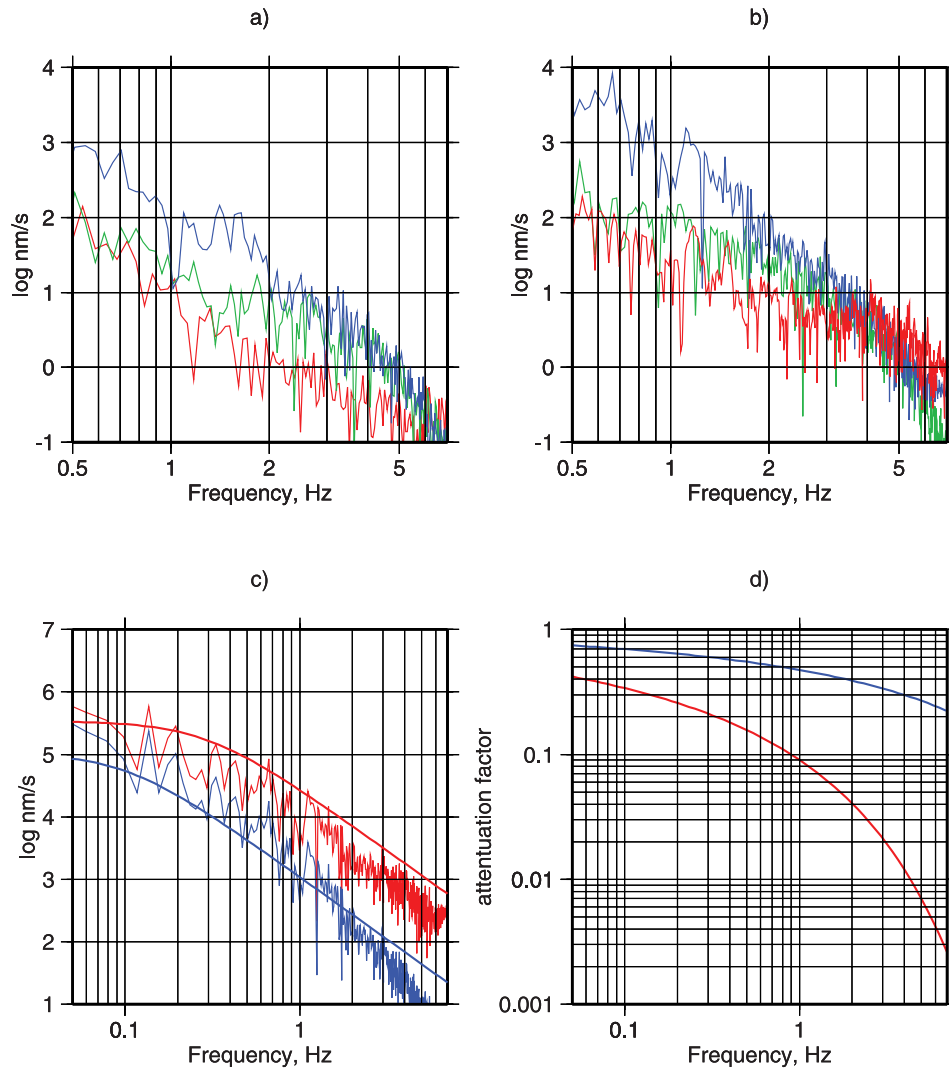 a)
4
3
2
1
0
-1
log nm/s
0.5
1
2
5
Frequency, Hz
b)
4
3
2
1
0
-1
log nm/s
0.5
1
2
5
Frequency, Hz
c)
7
6
5
4
3
2
1
log nm/s
0.1
1
Frequency, Hz
d)
1
0.1
0.01
0.001
attentuation factor
0.1
1
Frequency, Hz